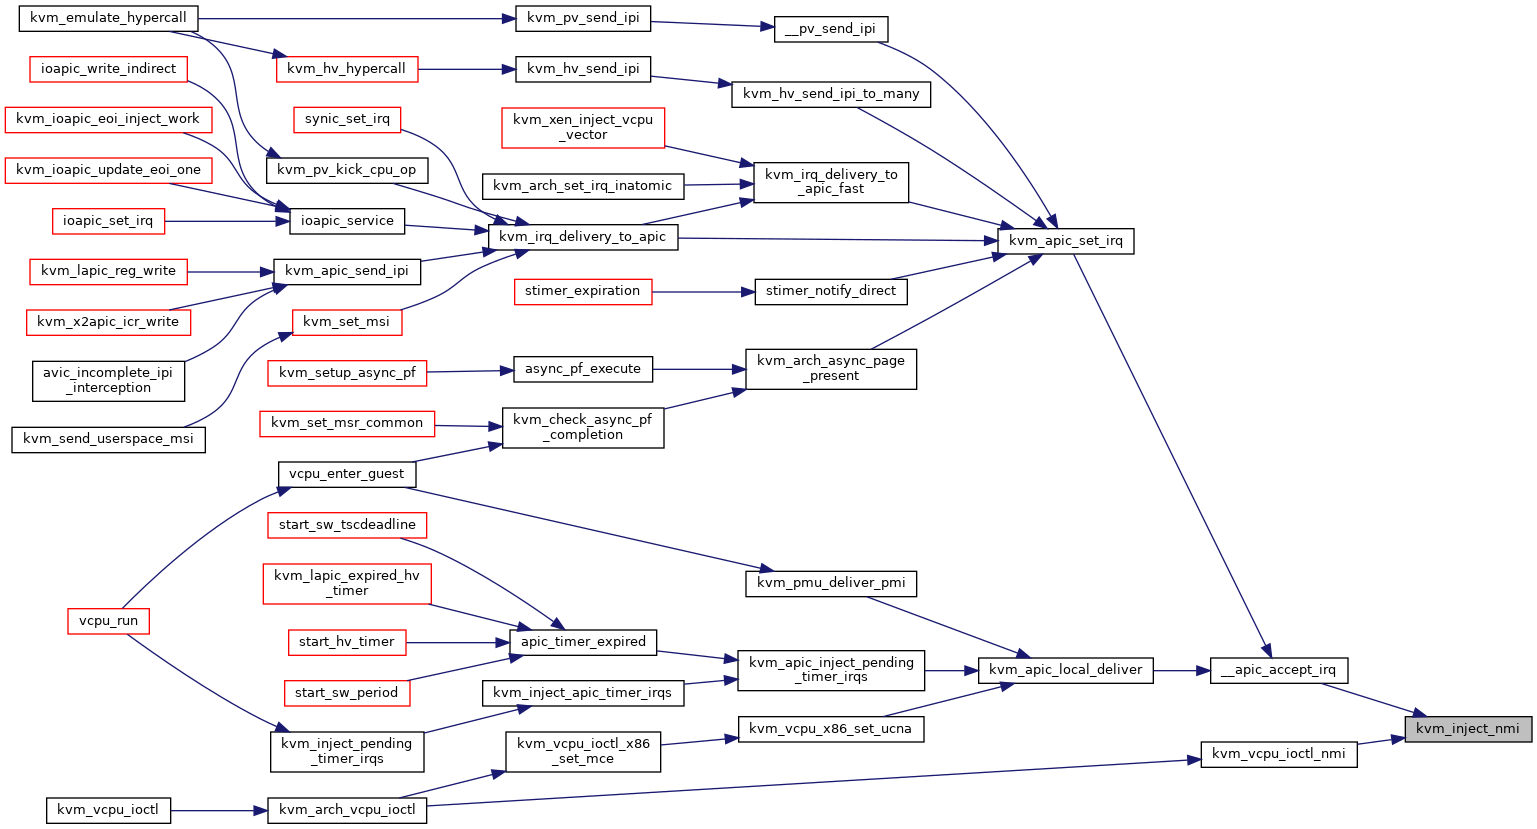 kvm_emulate_hypercall
kvm_pv_send_ipi
__pv_send_ipi
ioapic_write_indirect
kvm_hv_hypercall
kvm_hv_send_ipi
kvm_hv_send_ipi_to_many
kvm_ioapic_eoi_inject_work
synic_set_irq
kvm_xen_inject_vcpu
_vector
kvm_ioapic_update_eoi_one
kvm_pv_kick_cpu_op
kvm_arch_set_irq_inatomic
kvm_irq_delivery_to
_apic_fast
ioapic_set_irq
ioapic_service
kvm_irq_delivery_to_apic
kvm_apic_set_irq
kvm_lapic_reg_write
kvm_apic_send_ipi
stimer_expiration
stimer_notify_direct
kvm_x2apic_icr_write
kvm_set_msi
avic_incomplete_ipi
_interception
kvm_setup_async_pf
async_pf_execute
kvm_arch_async_page
_present
kvm_send_userspace_msi
kvm_set_msr_common
kvm_check_async_pf
_completion
vcpu_enter_guest
start_sw_tscdeadline
kvm_lapic_expired_hv
_timer
kvm_pmu_deliver_pmi
vcpu_run
start_hv_timer
apic_timer_expired
start_sw_period
kvm_inject_apic_timer_irqs
kvm_apic_inject_pending
_timer_irqs
kvm_apic_local_deliver
__apic_accept_irq
kvm_inject_pending
_timer_irqs
kvm_vcpu_ioctl_x86
_set_mce
kvm_vcpu_x86_set_ucna
kvm_inject_nmi
kvm_vcpu_ioctl_nmi
kvm_vcpu_ioctl
kvm_arch_vcpu_ioctl